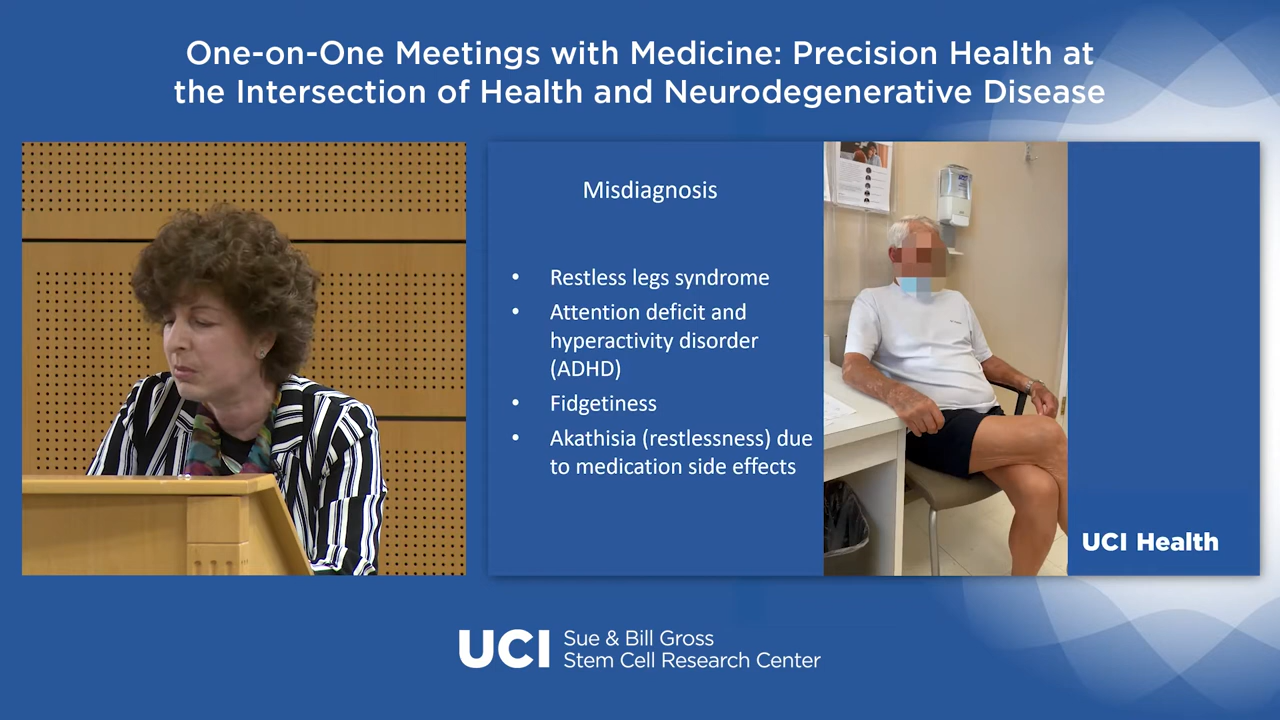 One-on-One Meetings with Medicine: Precision Health at
the Intersection of Health and Neurodegenerative Disease
Misdiagnosis
• Restless legs syndrome
• Attention deficit and
hyperactivity disorder
(ADHD)
• Fidgetiness
• Akathisia (restlessness) due
to medication side effects
UCI Health
UCI Sue & Bill Gross
Stem Cell Research Center